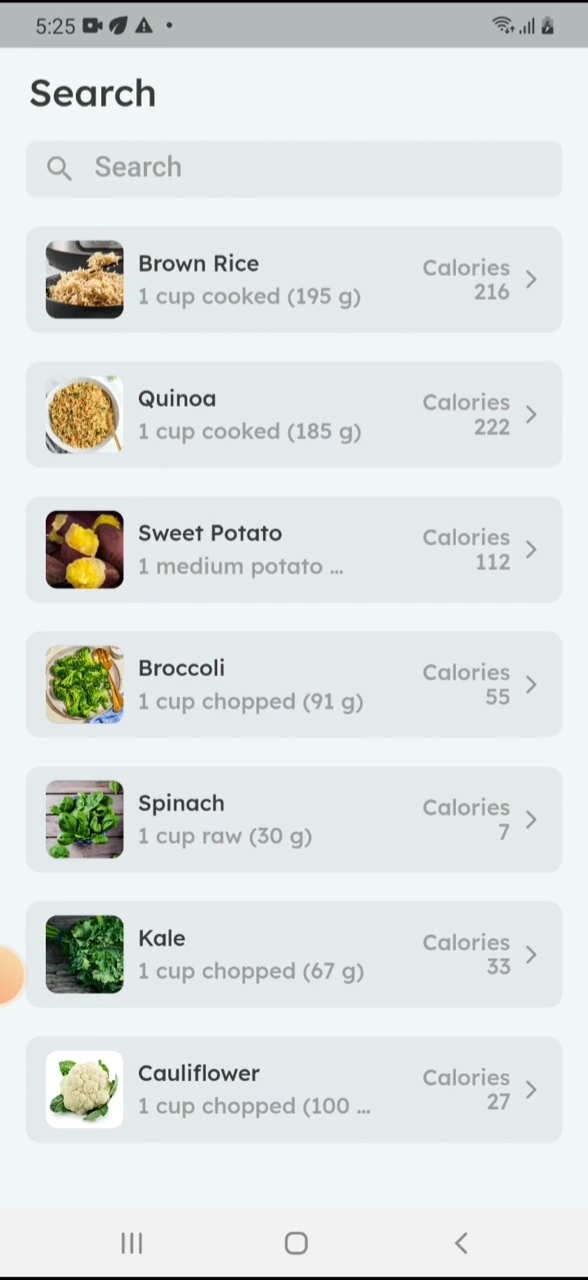 5:25
Search
Search
Brown Rice
1 cup cooked (195 g)
Calories
216
Quinoa
1 cup cooked (185 g)
Calories
222
Sweet Potato
1 medium potato ...
Calories
112
Broccoli
1 cup chopped (91 g)
Calories
55
Spinach
1 cup raw (30 g)
Calories
7
Kale
1 cup chopped (67 g)
Calories
33
Cauliflower
1 cup chopped (100 ...
Calories
27